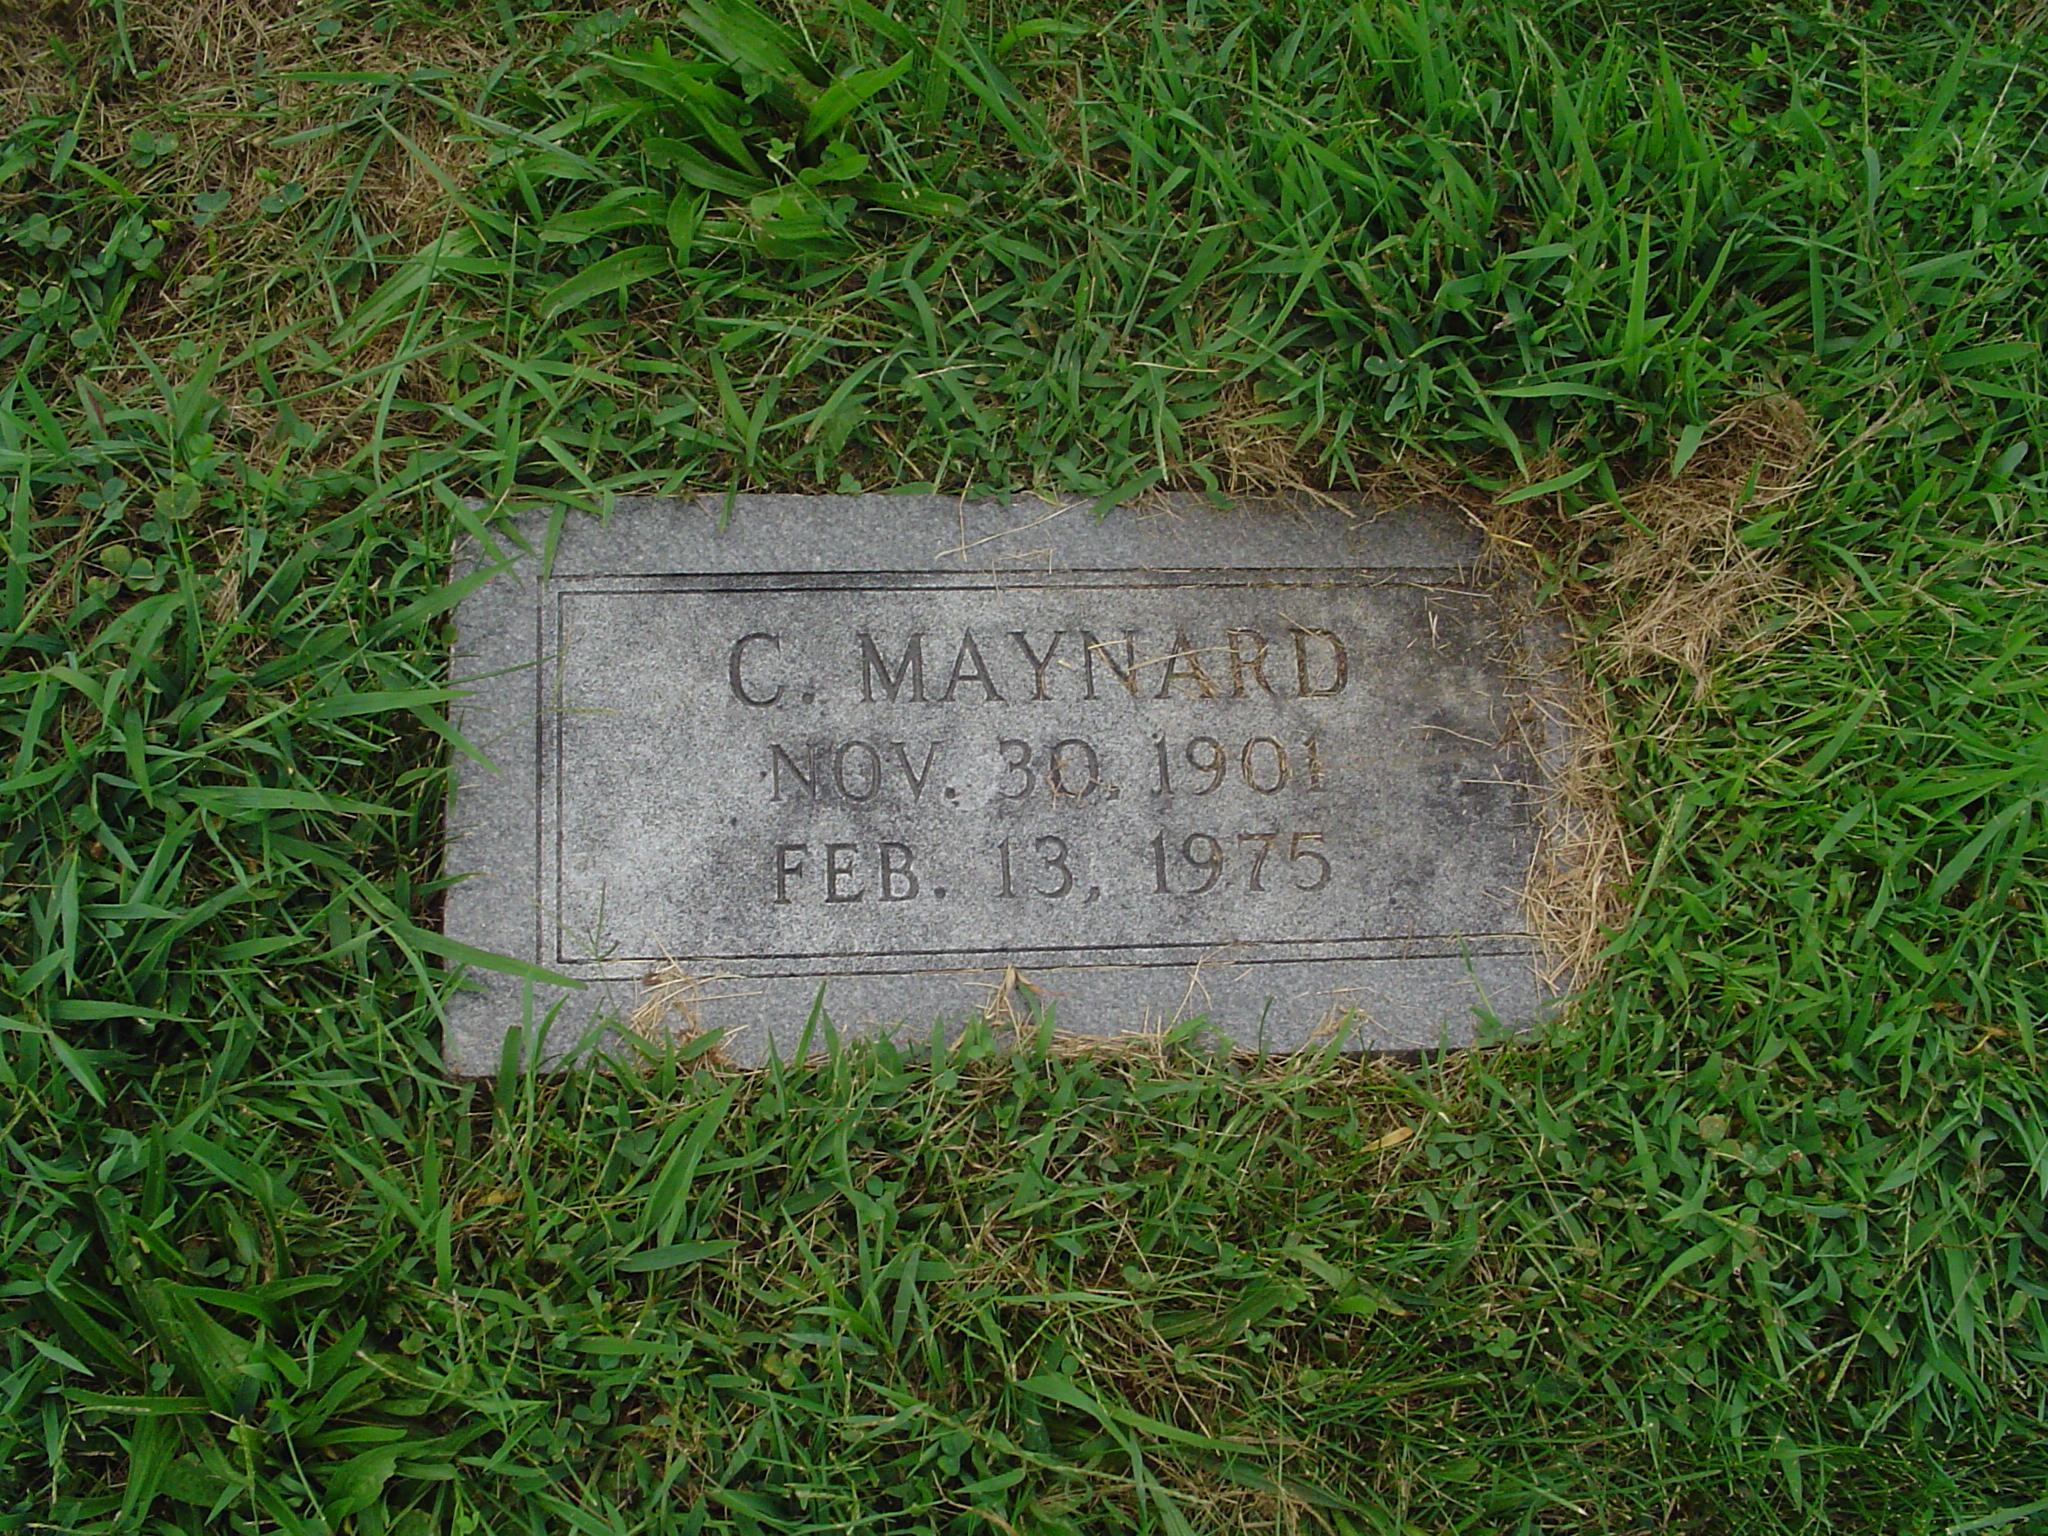 C. MAYNARD
NOV. 30, 1901
FEB. 13, 1975